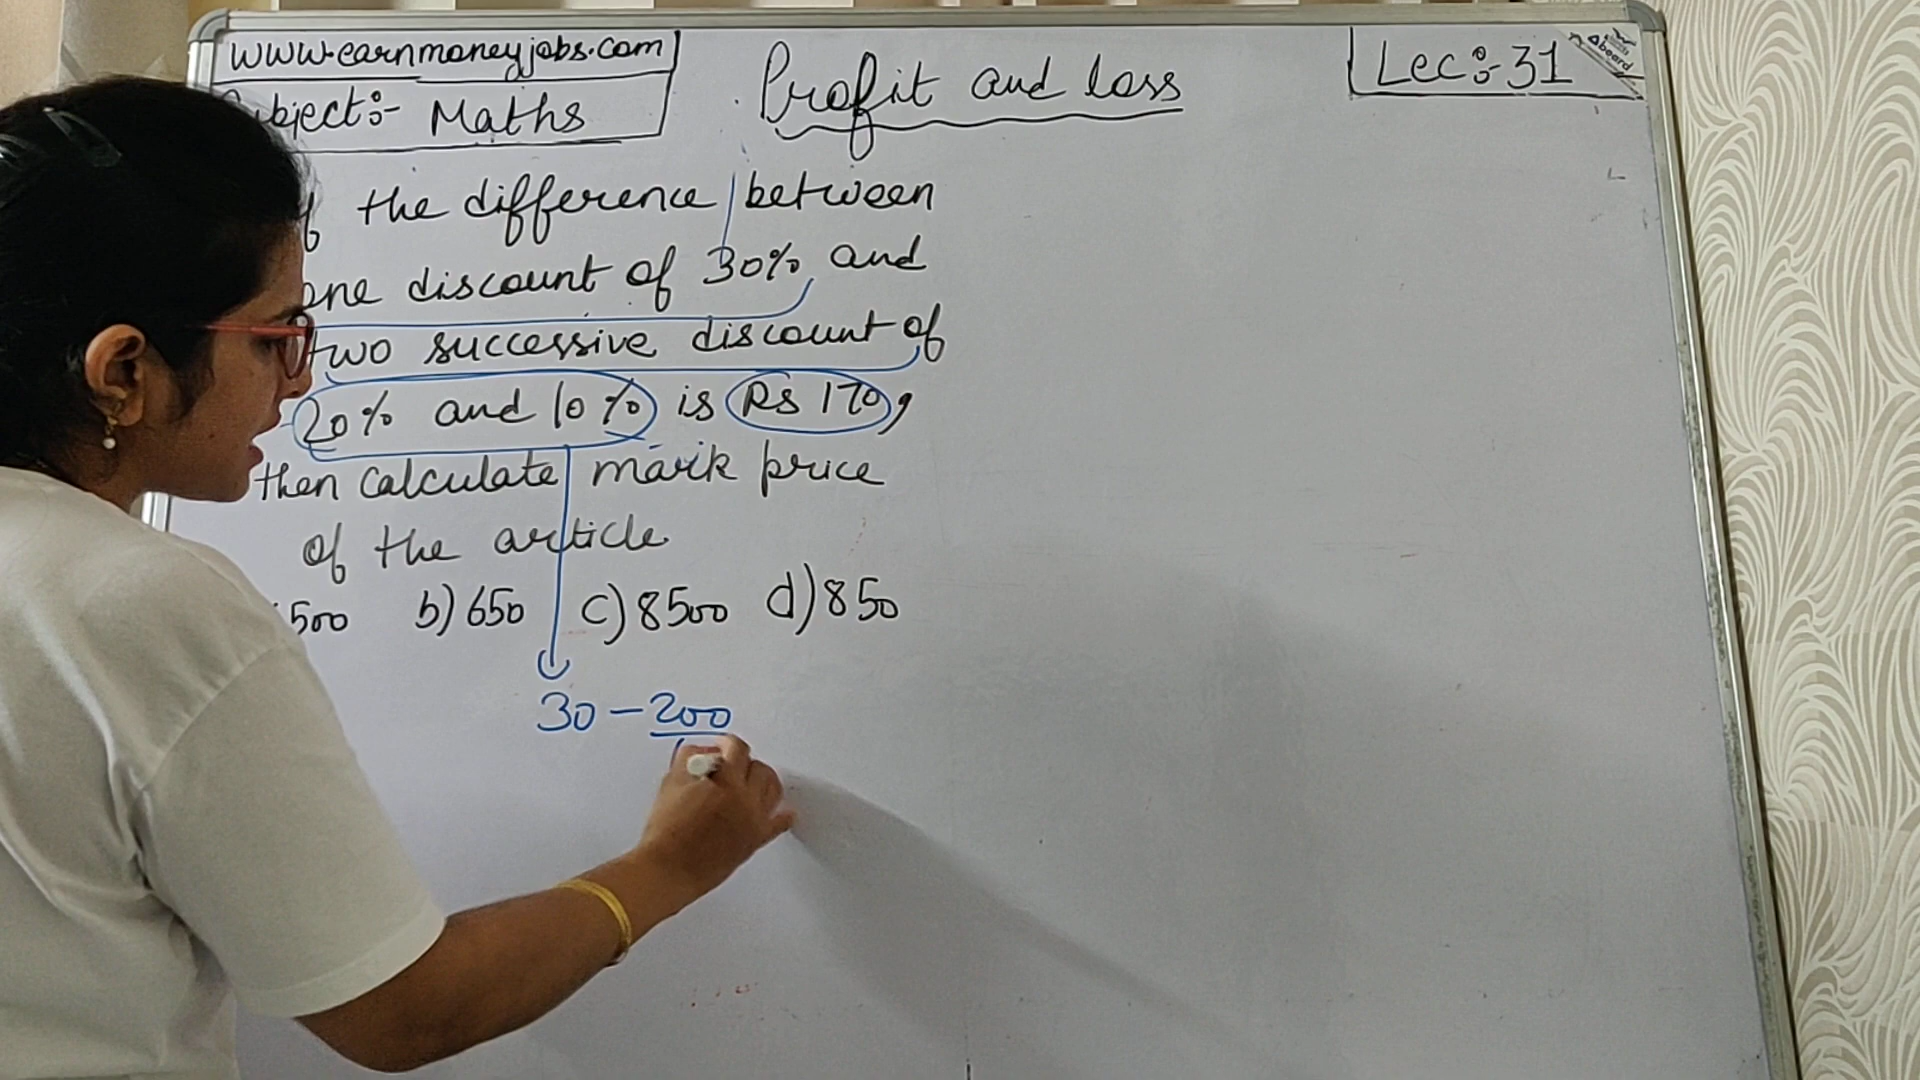 www.earnmoneyjobs.com
Maths
Profit and loss
Lec:-31
the difference between
one discount of 30% and
two successive discount of
20% and 10% is Rs 170,
then calculate mark price
of the article
500 b) 650 c) 8500 d) 850
30 - 200